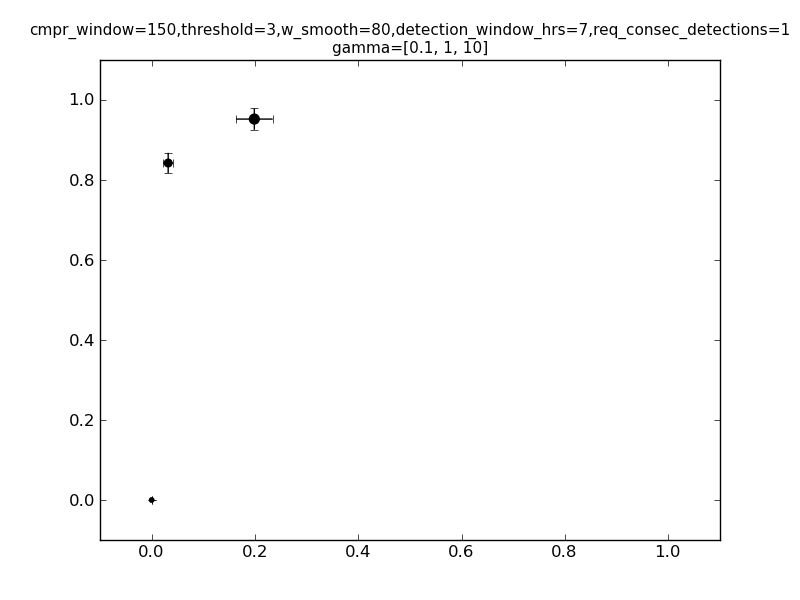 cmpr_window=150,threshold=3,w_smooth=80,detection_window_hrs=7,req_consec_detections=1
gamma=[0.1, 1, 10]
1.0
0.8
0.6
0.4
0.2
0.0
0.0 0.2 0.4 0.6 0.8 1.0